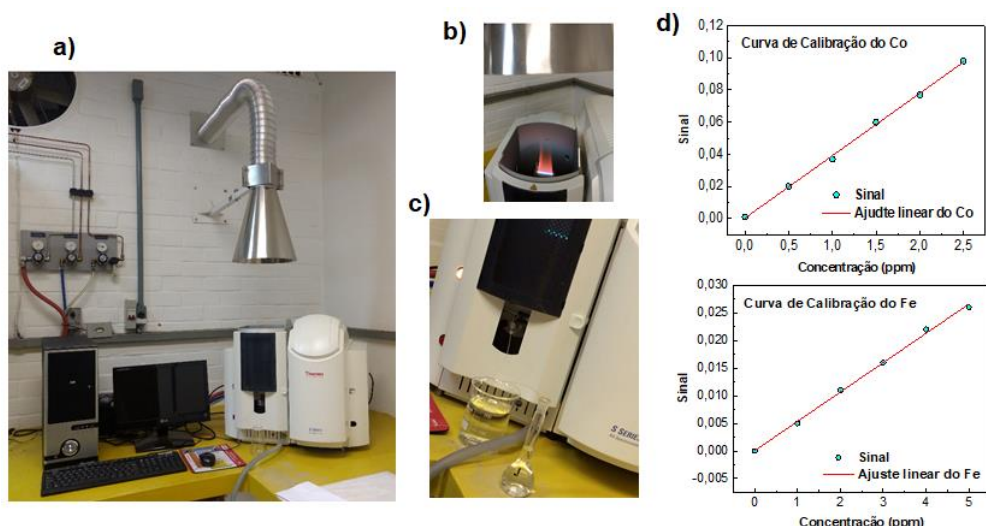 a)
b)
c)
d)
Curva de Calibração do Co
Sinal
0,12
0,10
0,08
0,06
0,04
0,02
0,00
Sinal
Ajudte linear do Co
0,0 0,5 1,0 1,5 2,0 2,5
Concentração (ppm)
Curva de Calibração do Fe
Sinal
0,030
0,025
0,020
0,015
0,010
0,005
0,000
-0,005
Sinal
Ajuste linear do Fe
0 1 2 3 4 5
Concentração (ppm)
S SERIES